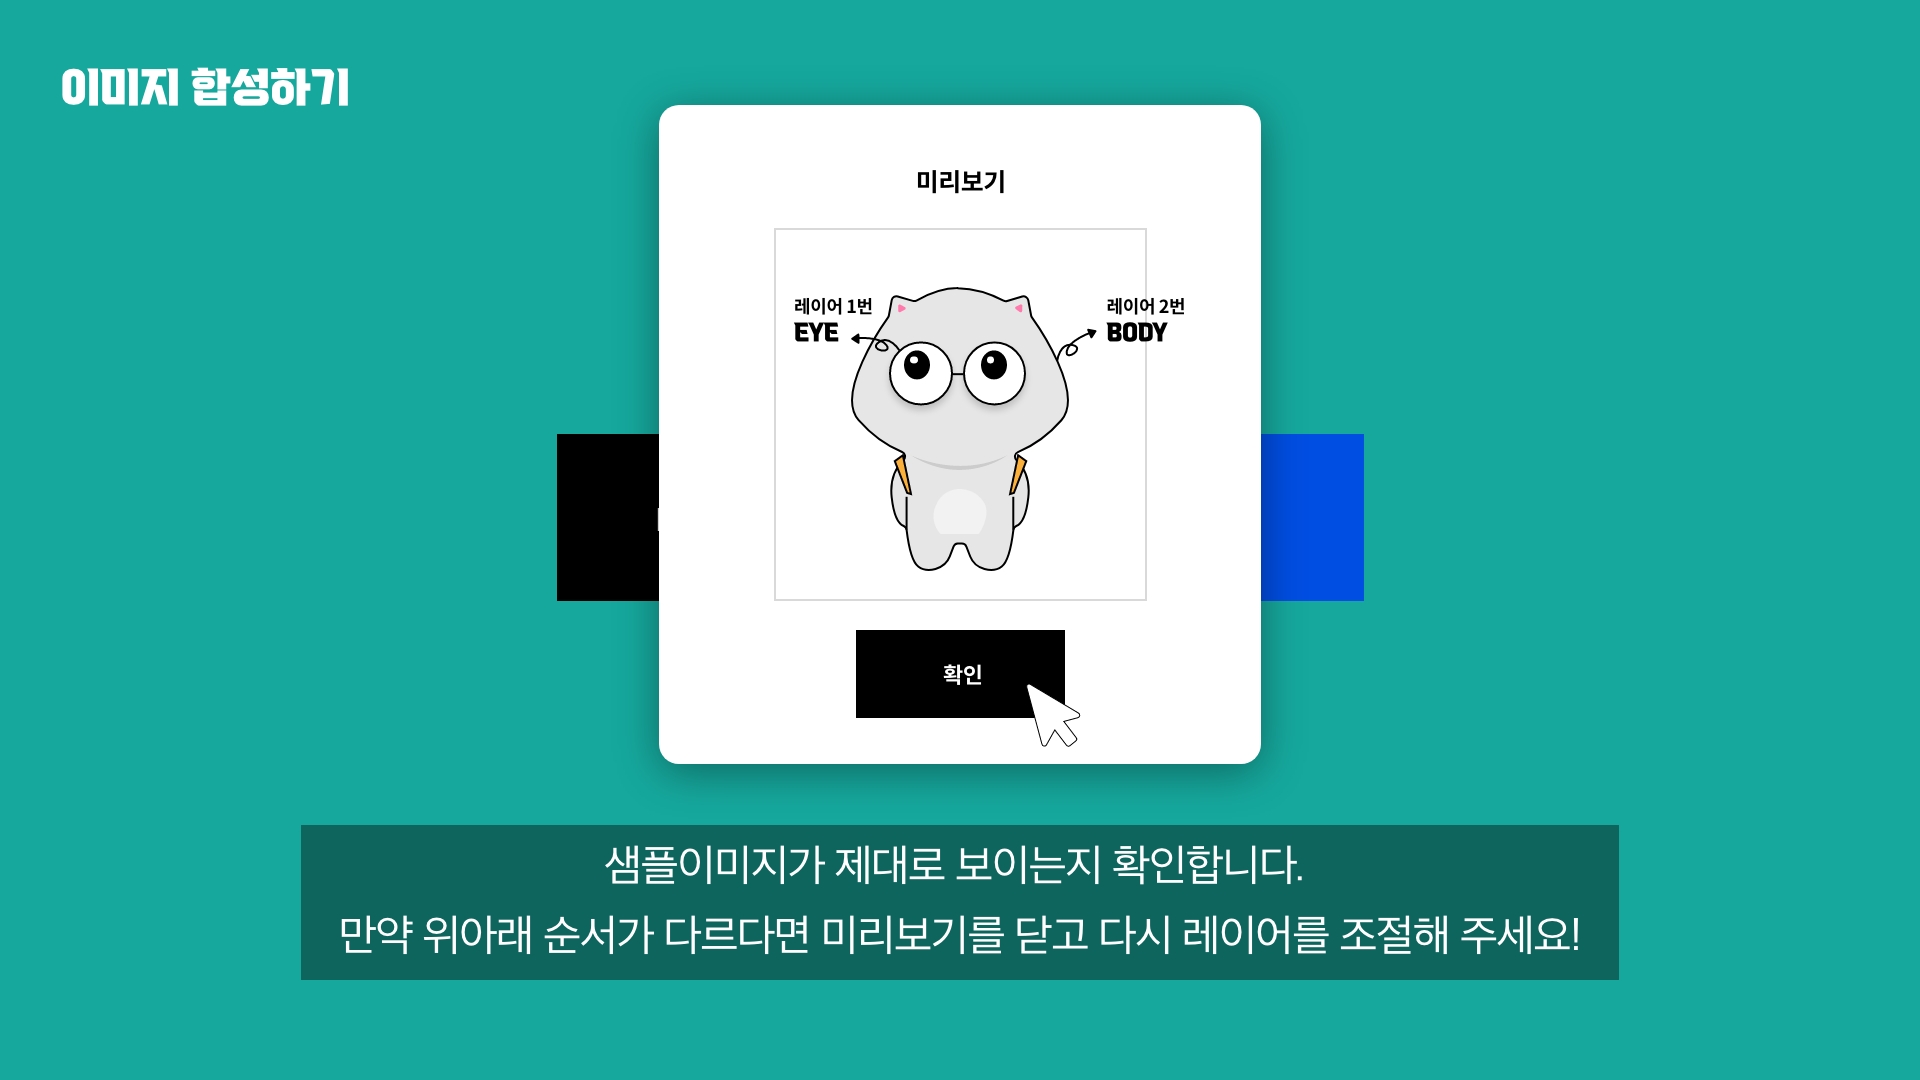 이미지 합성하기
미리보기
레이어 1번
EYE
레이어 2번
BODY
확인
샘플이미지가 제대로 보이는지 확인합니다.
만약 위아래 순서가 다르다면 미리보기를 닫고 다시 레이어를 조절해 주세요!